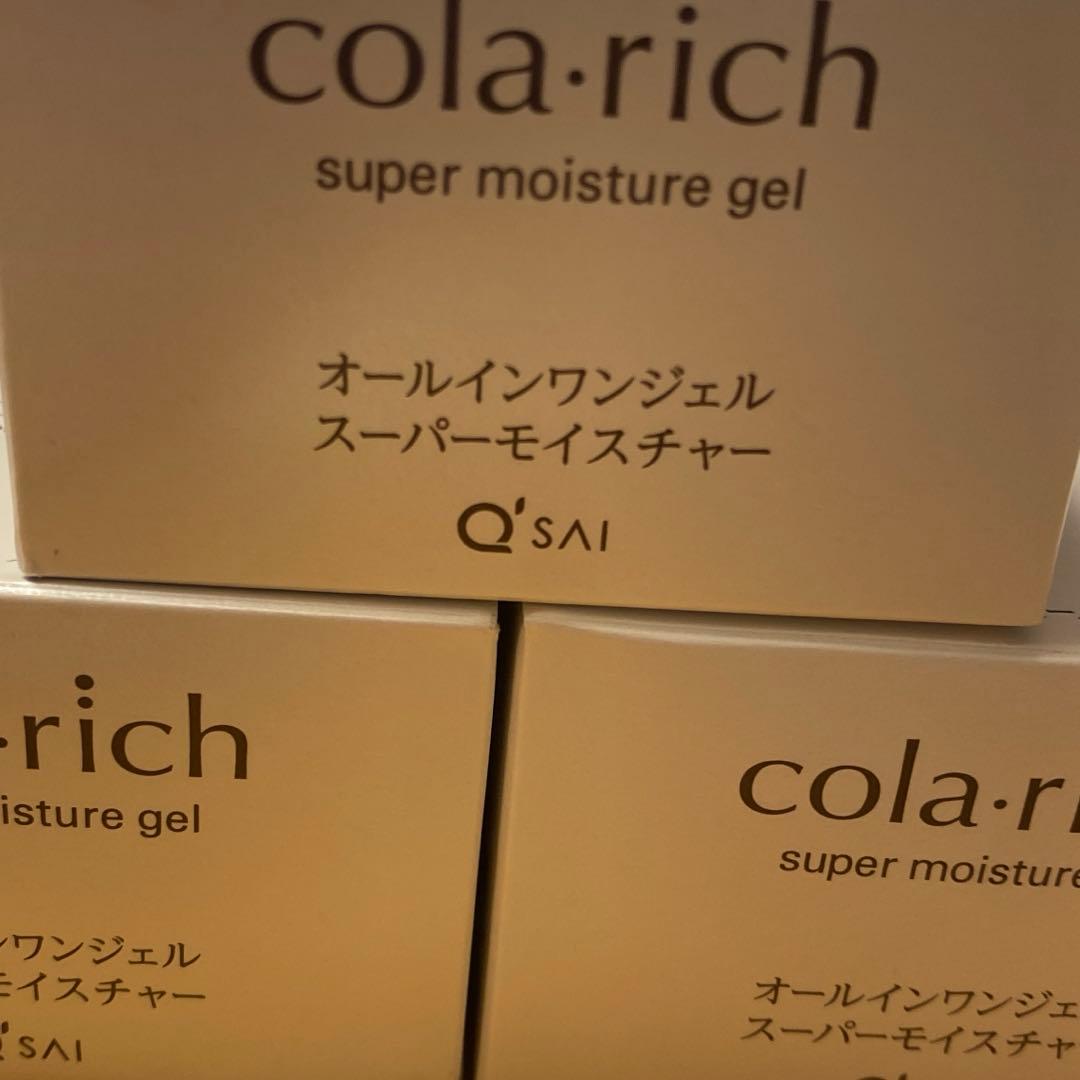 cola·rich
super moisture gel
オールインワンジェル
スーパーモイスチャー
Q'SAI
·rich
isture gel
ワンジェル
モイスチャー
Q'SAI
cola·ri
super moisture
オールインワンジェ
スーパーモイスチャ